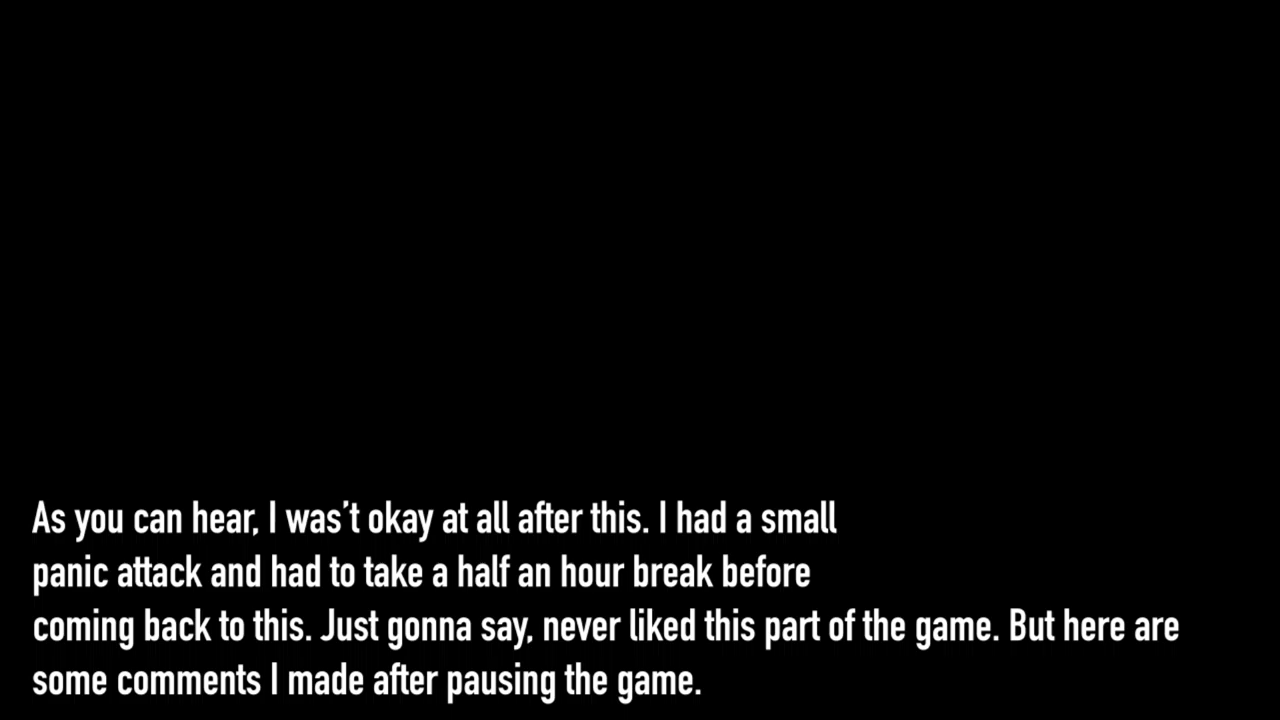 As you can hear, I was’t okay at all after this. I had a small
panic attack and had to take a half an hour break before
coming back to this. Just gonna say, never liked this part of the game. But here are
some comments I made after pausing the game.